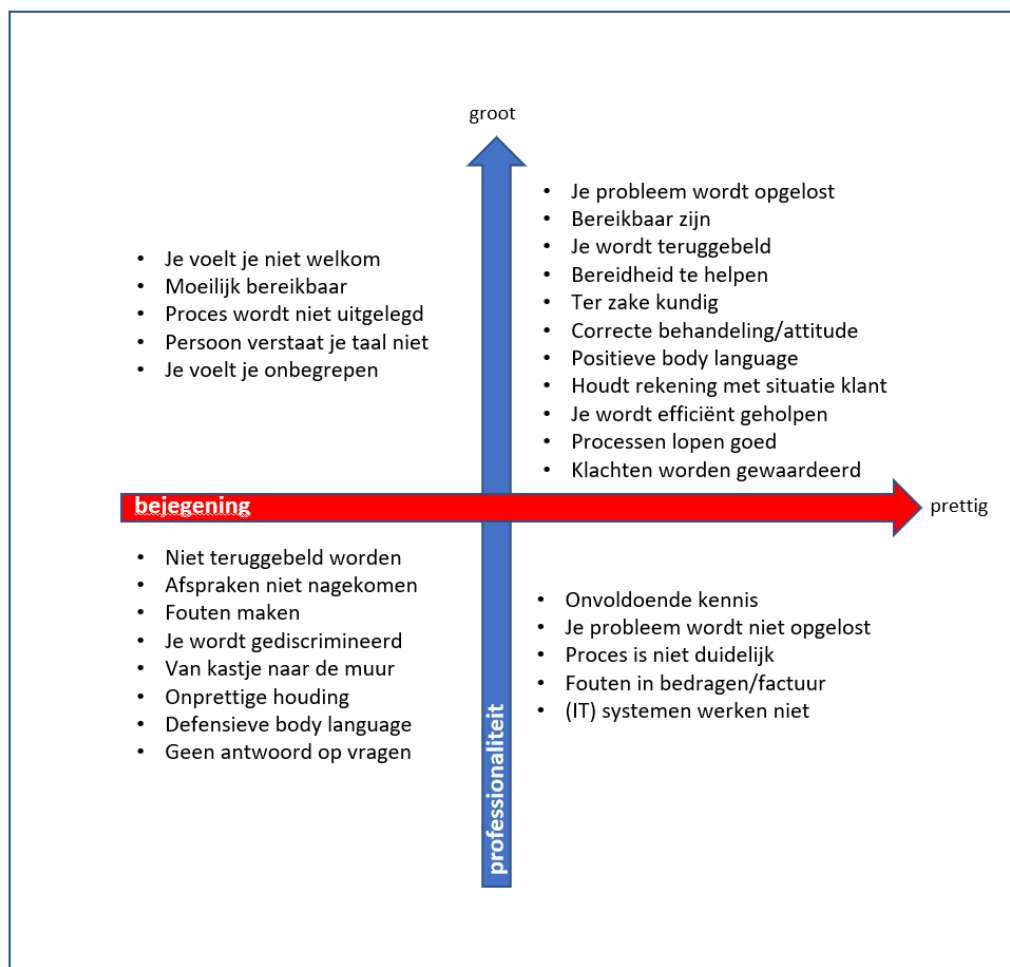 groot
• Je voelt je niet welkom
• Moeilijk bereikbaar
• Proces wordt niet uitgelegd
• Persoon verstaat je taal niet
• Je voelt je onbegrepen
• Je probleem wordt opgelost
• Bereikbaar zijn
• Je wordt teruggebeld
• Bereidheid te helpen
• Ter zake kundig
• Correcte behandeling/attitude
• Positieve body language
• Houdt rekening met situatie klant
• Je wordt efficiënt geholpen
• Processen lopen goed
• Klachten worden gewaardeerd
bejegening
prettig
• Niet teruggebeld worden
• Afspraken niet nagekomen
• Fouten maken
• Je wordt gediscrimineerd
• Van kastje naar de muur
• Onprettige houding
• Defensieve body language
• Geen antwoord op vragen
professionaliteit
• Onvoldoende kennis
• Je probleem wordt niet opgelost
• Proces is niet duidelijk
• Fouten in bedragen/factuur
• (IT) systemen werken niet